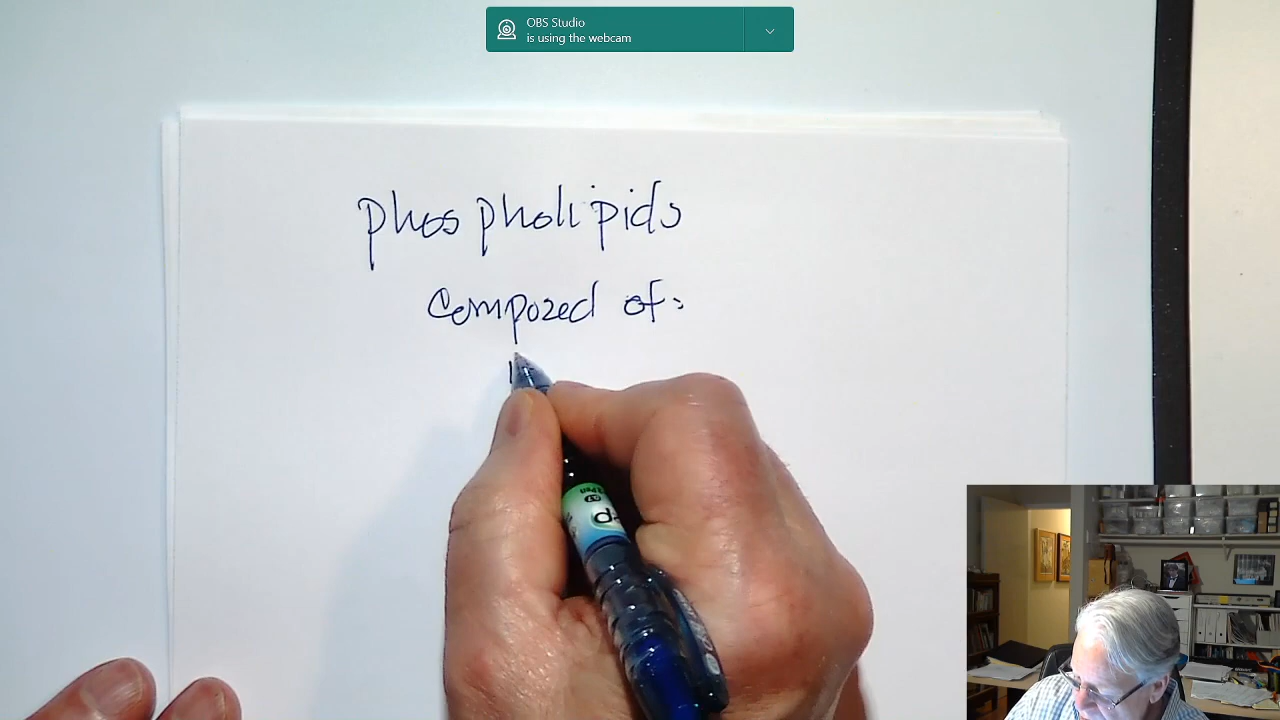 OBS Studio
is using the webcam
phospholipids
composed of: